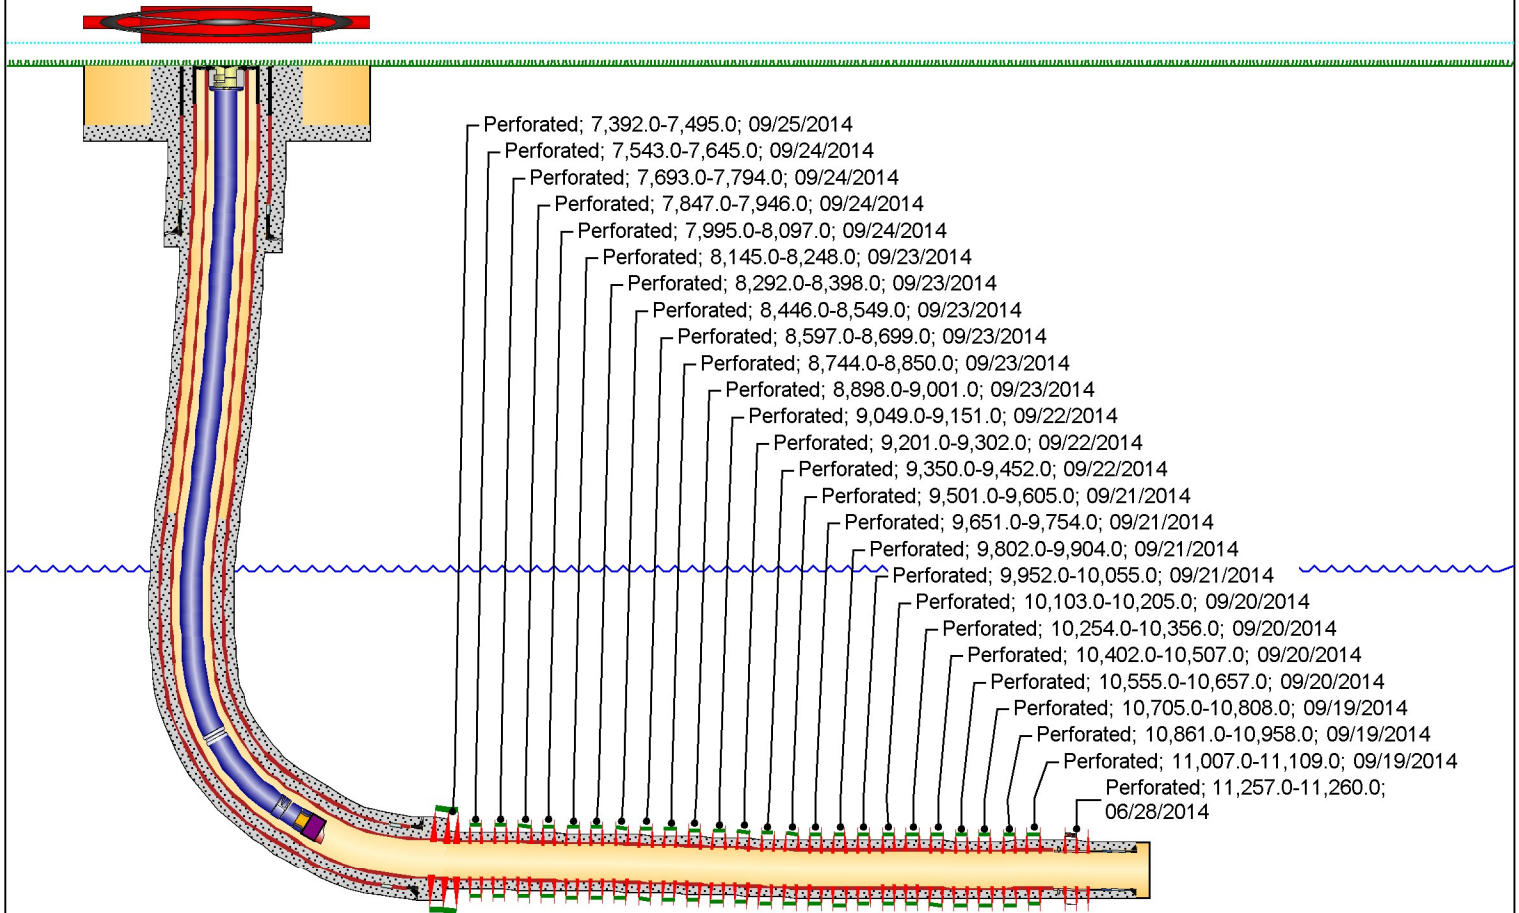 Perforated; 7,392.0-7,495.0; 09/25/2014
Perforated; 7,543.0-7,645.0; 09/24/2014
Perforated; 7,693.0-7,794.0; 09/24/2014
Perforated; 7,847.0-7,946.0; 09/24/2014
Perforated; 7,995.0-8,097.0; 09/24/2014
Perforated; 8,145.0-8,248.0; 09/23/2014
Perforated; 8,292.0-8,398.0; 09/23/2014
Perforated; 8,446.0-8,549.0; 09/23/2014
Perforated; 8,597.0-8,699.0; 09/23/2014
Perforated; 8,744.0-8,850.0; 09/23/2014
Perforated; 8,898.0-9,001.0; 09/23/2014
Perforated; 9,049.0-9,151.0; 09/22/2014
Perforated; 9,201.0-9,302.0; 09/22/2014
Perforated; 9,350.0-9,452.0; 09/22/2014
Perforated; 9,501.0-9,605.0; 09/21/2014
Perforated; 9,651.0-9,754.0; 09/21/2014
Perforated; 9,802.0-9,904.0; 09/21/2014
Perforated; 9,952.0-10,055.0; 09/21/2014
Perforated; 10,103.0-10,205.0; 09/20/2014
Perforated; 10,254.0-10,356.0; 09/20/2014
Perforated; 10,402.0-10,507.0; 09/20/2014
Perforated; 10,555.0-10,657.0; 09/20/2014
Perforated; 10,705.0-10,808.0; 09/19/2014
Perforated; 10,861.0-10,958.0; 09/19/2014
Perforated; 11,007.0-11,109.0; 09/19/2014
Perforated; 11,257.0-11,260.0;
06/28/2014